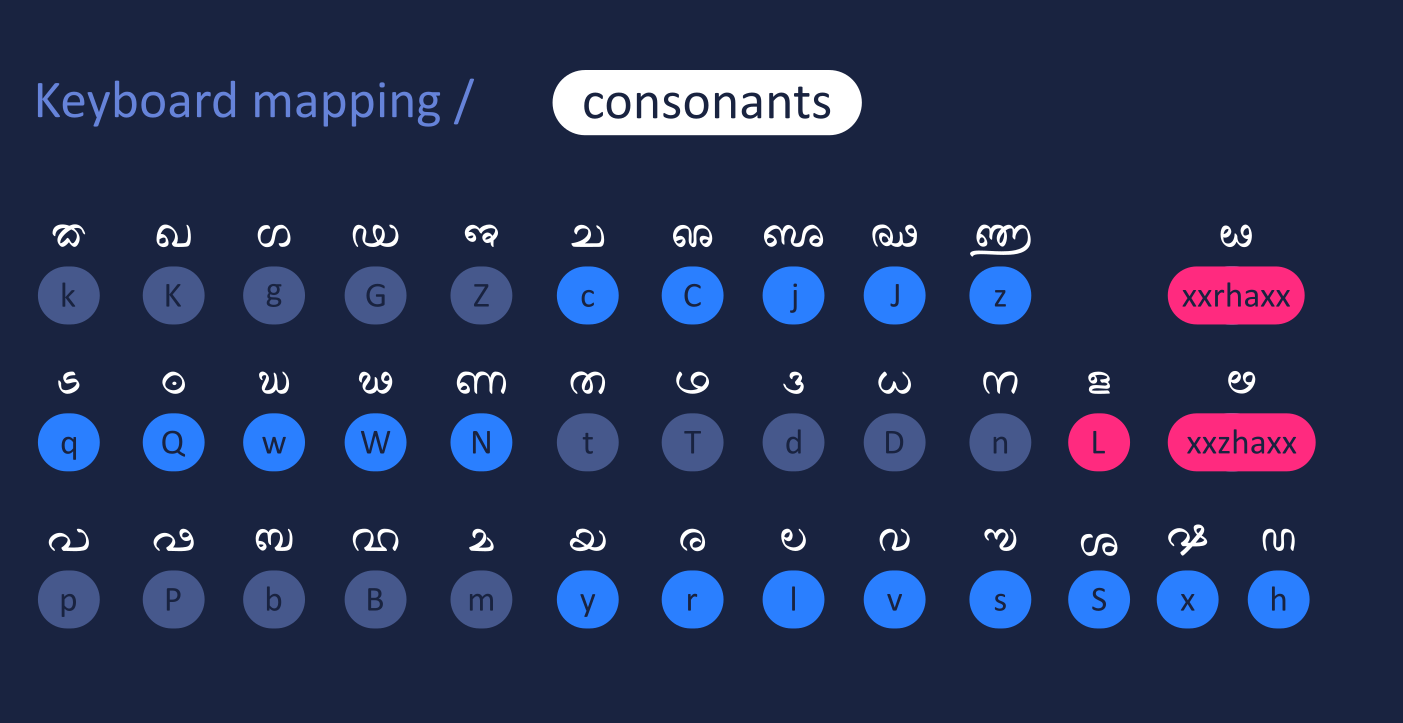 Keyboard mapping / consonants
𑎒 𑎓 𑎔 𑎕 𑎖 𑎗 𑎘 𑎙 𑎚 𑎛 𑎴
k K g G Z c C j J z xxrhaxx
𑎜 𑎝 𑎞 𑎟 𑎠 𑎡 𑎢 𑎣 𑎤 𑎥 𑎳 𑎵
q Q w W N t T d D n L xxzhaxx
𑎦 𑎧 𑎨 𑎩 𑎪 𑎫 𑎬 𑎭 𑎮 𑎱 𑎯 𑎰 𑎲
p P b B m y r l v s S x h